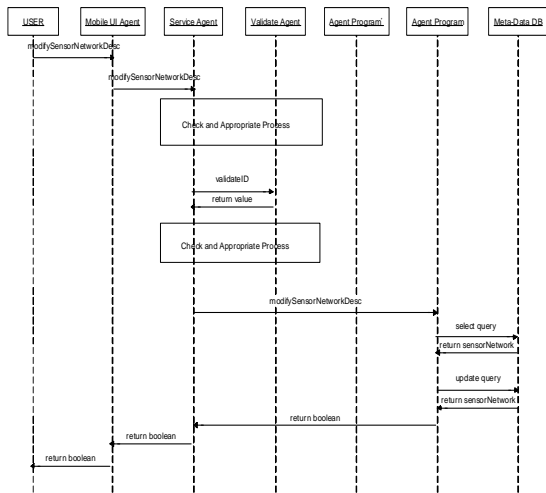 USER
Mobile UI Agent
Service Agent
Validate Agent
Agent Program'
Agent Program
Meta-Data DB
modifySensorNetworkDesc
modifySensorNetworkDesc
Check and Appropriate Process
validateID
return value
Check and Appropriate Process
modifySensorNetworkDesc
select query
return sensorNetwork
update query
return sensorNetwork
return boolean
return boolean
return boolean